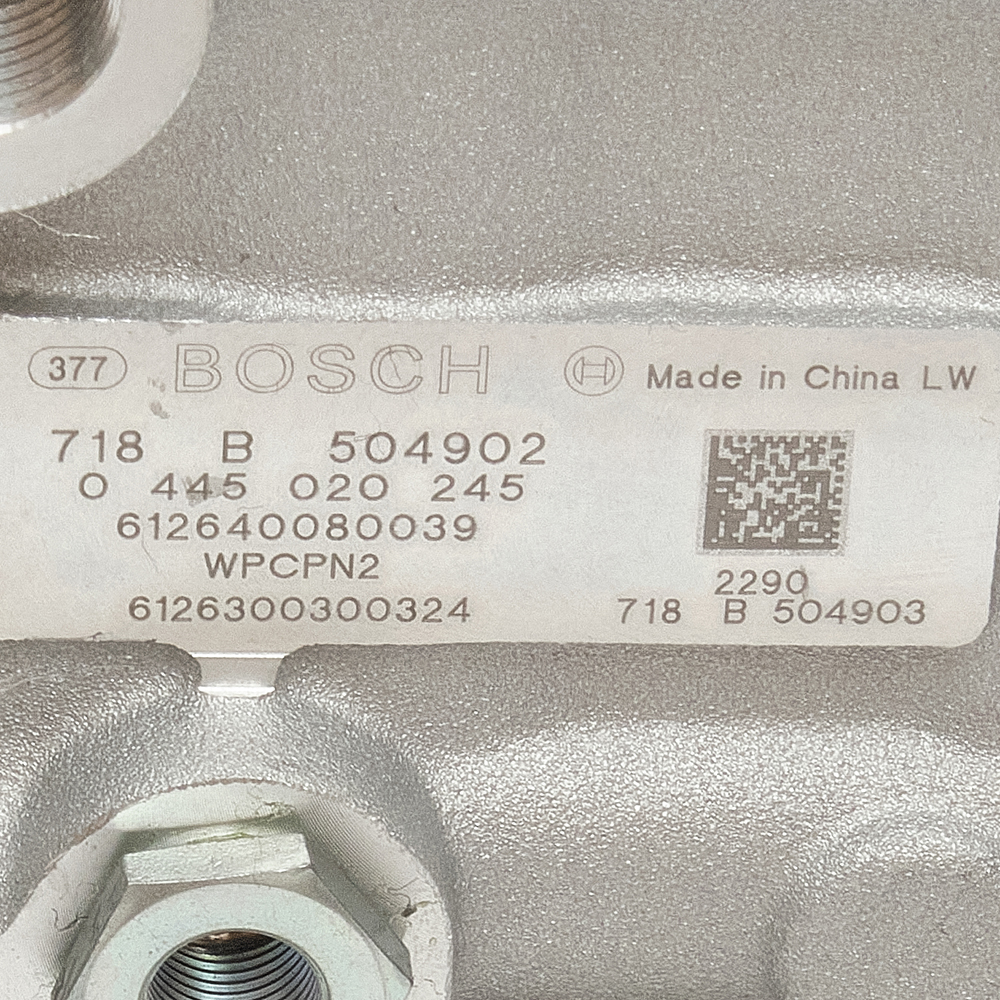 377 BOSCH Made in China LW
718 B 504902
0 445 020 245
612640080039
WPCPN2
6126300300324
2290
718 B 504903